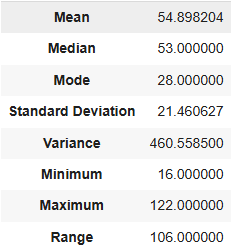 Mean 54.898204
Median 53.000000
Mode 28.000000
Standard Deviation 21.460627
Variance 460.558500
Minimum 16.000000
Maximum 122.000000
Range 106.000000